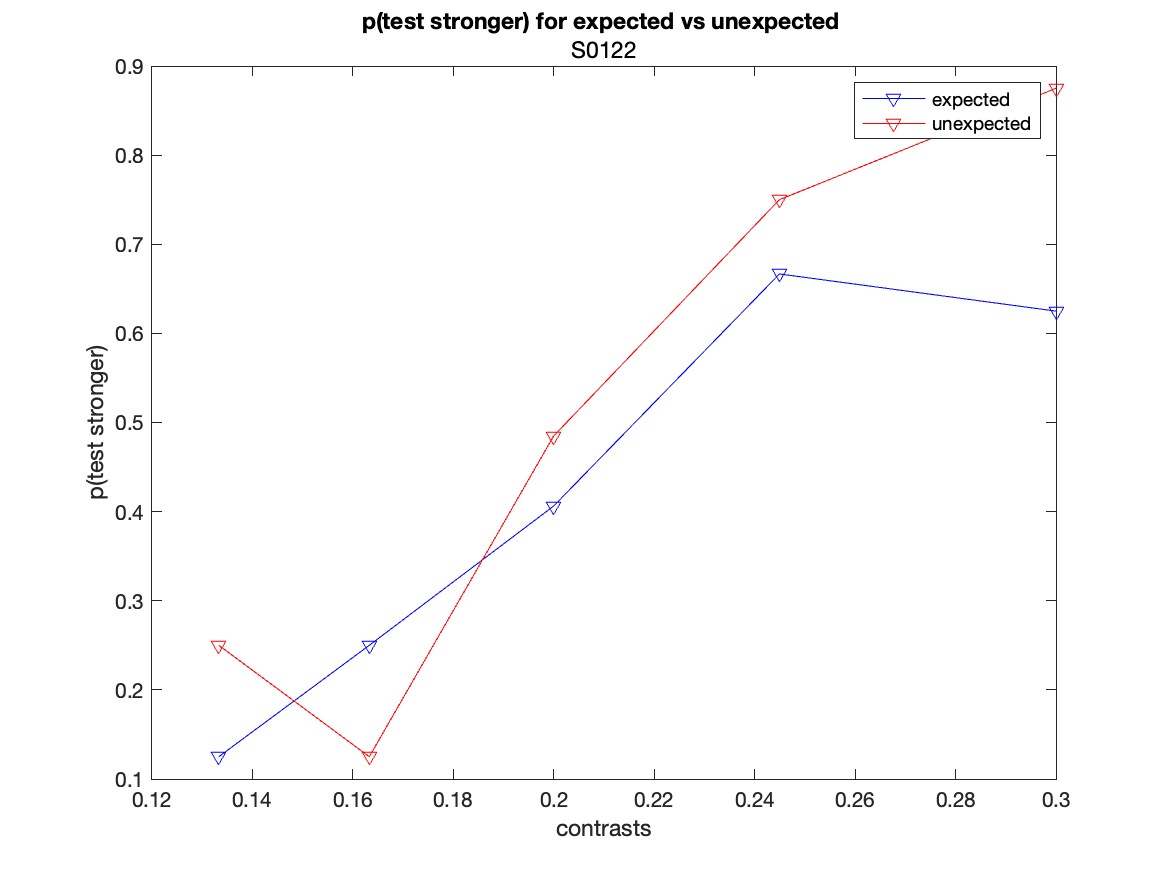 p(test stronger) for expected vs unexpected
S0122
0.9
0.8
0.7
0.6
0.5
0.4
0.3
0.2
0.1
p(test stronger)
expected
unexpected
0.12 0.14 0.16 0.18 0.2 0.22 0.24 0.26 0.28 0.3
contrasts